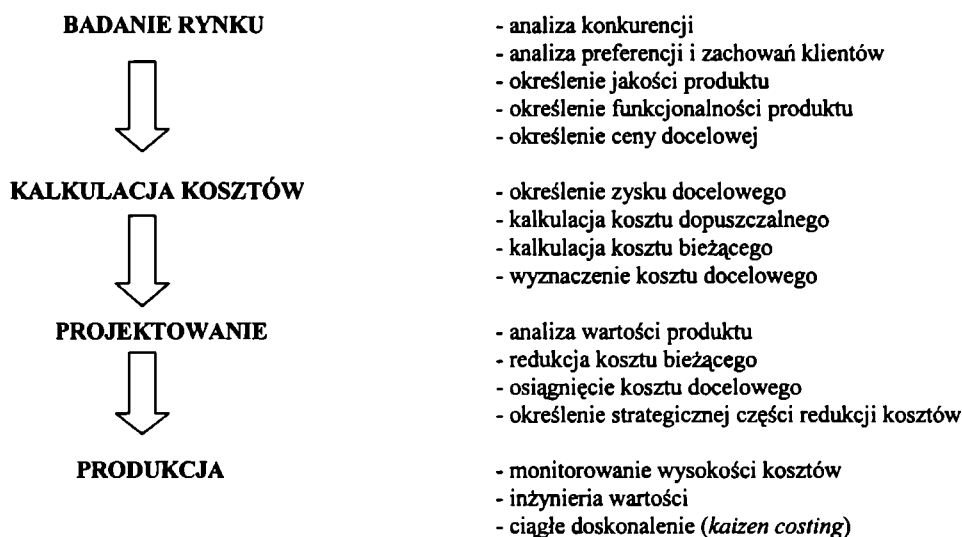 BADANIE RYNKU
- analiza konkurencji
- analiza preferencji i zachowań klientów
- określenie jakości produktu
- określenie funkcjonalności produktu
- określenie ceny docelowej
KALKULACJA KOSZTÓW
- określenie zysku docelowego
- kalkulacja kosztu dopuszczalnego
- kalkulacja kosztu bieżącego
- wyznaczenie kosztu docelowego
PROJEKTOWANIE
- analiza wartości produktu
- redukcja kosztu bieżącego
- osiągnięcie kosztu docelowego
- określenie strategicznej części redukcji kosztów
PRODUKCJA
- monitorowanie wysokości kosztów
- inżynieria wartości
- ciągłe doskonalenie (kaizen costing)